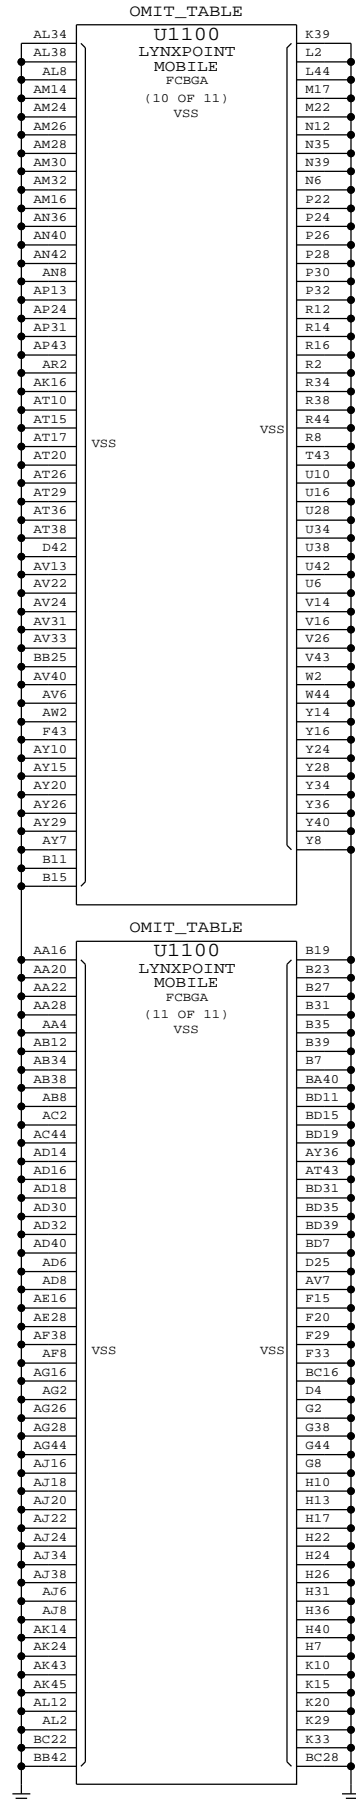 OMIT_TABLE
U1100
LYNXPOINT
MOBILE
FCBGA
(10 OF 11)
VSS
AL34
AL38
AL8
AM14
AM24
AM26
AM28
AM30
AM32
AM16
AN36
AN40
AN42
AN8
AP13
AP24
AP31
AP43
AR2
AK16
AT10
AT15
AT17
AT20
AT26
AT29
AT36
AT38
D42
AV13
AV22
AV24
AV31
AV33
BB25
AV40
AV6
AW2
F43
AY10
AY15
AY20
AY26
AY29
AY7
B11
B15
VSS
VSS
K39
L2
L44
M17
M22
N12
N35
N39
N6
P22
P24
P26
P28
P30
P32
R12
R14
R16
R2
R34
R38
R44
R8
T43
U10
U16
U28
U34
U38
U42
U6
V14
V16
V26
V43
W2
W44
Y14
Y16
Y24
Y28
Y34
Y36
Y40
Y8
OMIT_TABLE
U1100
LYNXPOINT
MOBILE
FCBGA
(11 OF 11)
VSS
AA16
AA20
AA22
AA28
AA4
AB12
AB34
AB38
AB8
AC2
AC44
AD14
AD16
AD18
AD30
AD32
AD40
AD6
AD8
AE16
AE28
AF38
AF8
AG16
AG2
AG26
AG28
AG44
AJ16
AJ18
AJ20
AJ22
AJ24
AJ34
AJ38
AJ6
AJ8
AK14
AK24
AK43
AK45
AL12
AL2
BC22
BB42
VSS
VSS
B19
B23
B27
B31
B35
B39
B7
BA40
BD11
BD15
BD19
AY36
AT43
BD31
BD35
BD39
BD7
D25
AV7
F15
F20
F29
F33
BC16
D4
G2
G38
G44
G8
H10
H13
H17
H22
H24
H26
H31
H36
H40
H7
K10
K15
K20
K29
K33
BC28